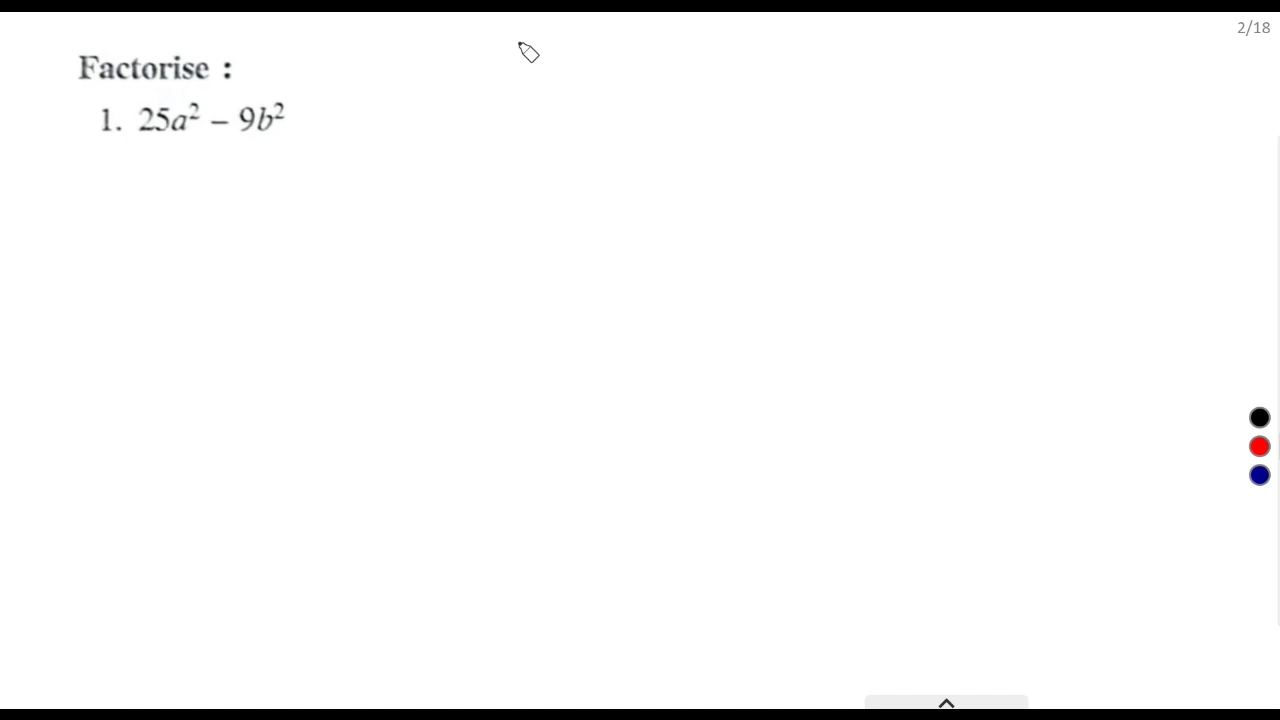 2/18
Factorise :
1. 25a² – 9b²